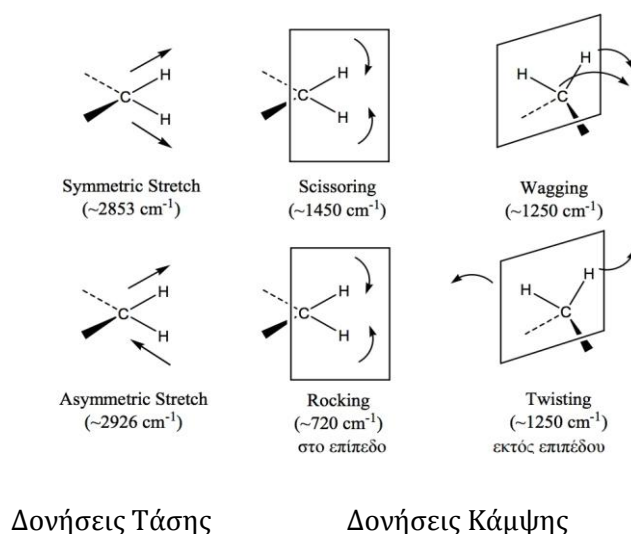 H
C
H
Symmetric Stretch
(~2853 cm-1)
H
C
H
Scissoring
(~1450 cm-1)
H
H
C
Wagging
(~1250 cm-1)
H
C
H
Asymmetric Stretch
(~2926 cm-1)
H
C
H
Rocking
(~720 cm-1)
στο επίπεδο
H
H
C
Twisting
(~1250 cm-1)
εκτός επιπέδου
Δονήσεις Τάσης
Δονήσεις Κάμψης